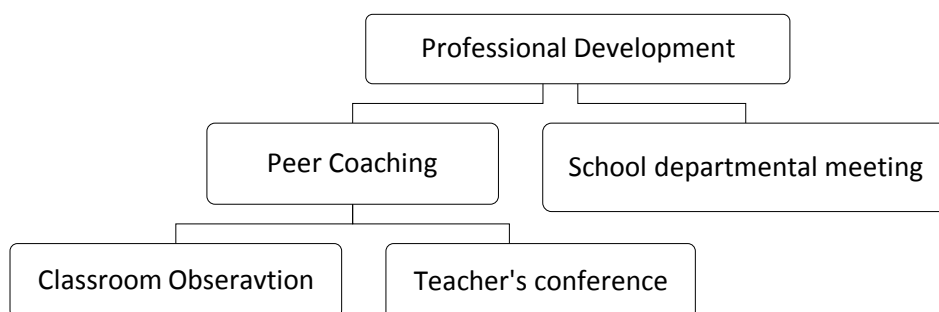 Professional Development
Peer Coaching
School departmental meeting
Classroom Obseravtion
Teacher's conference